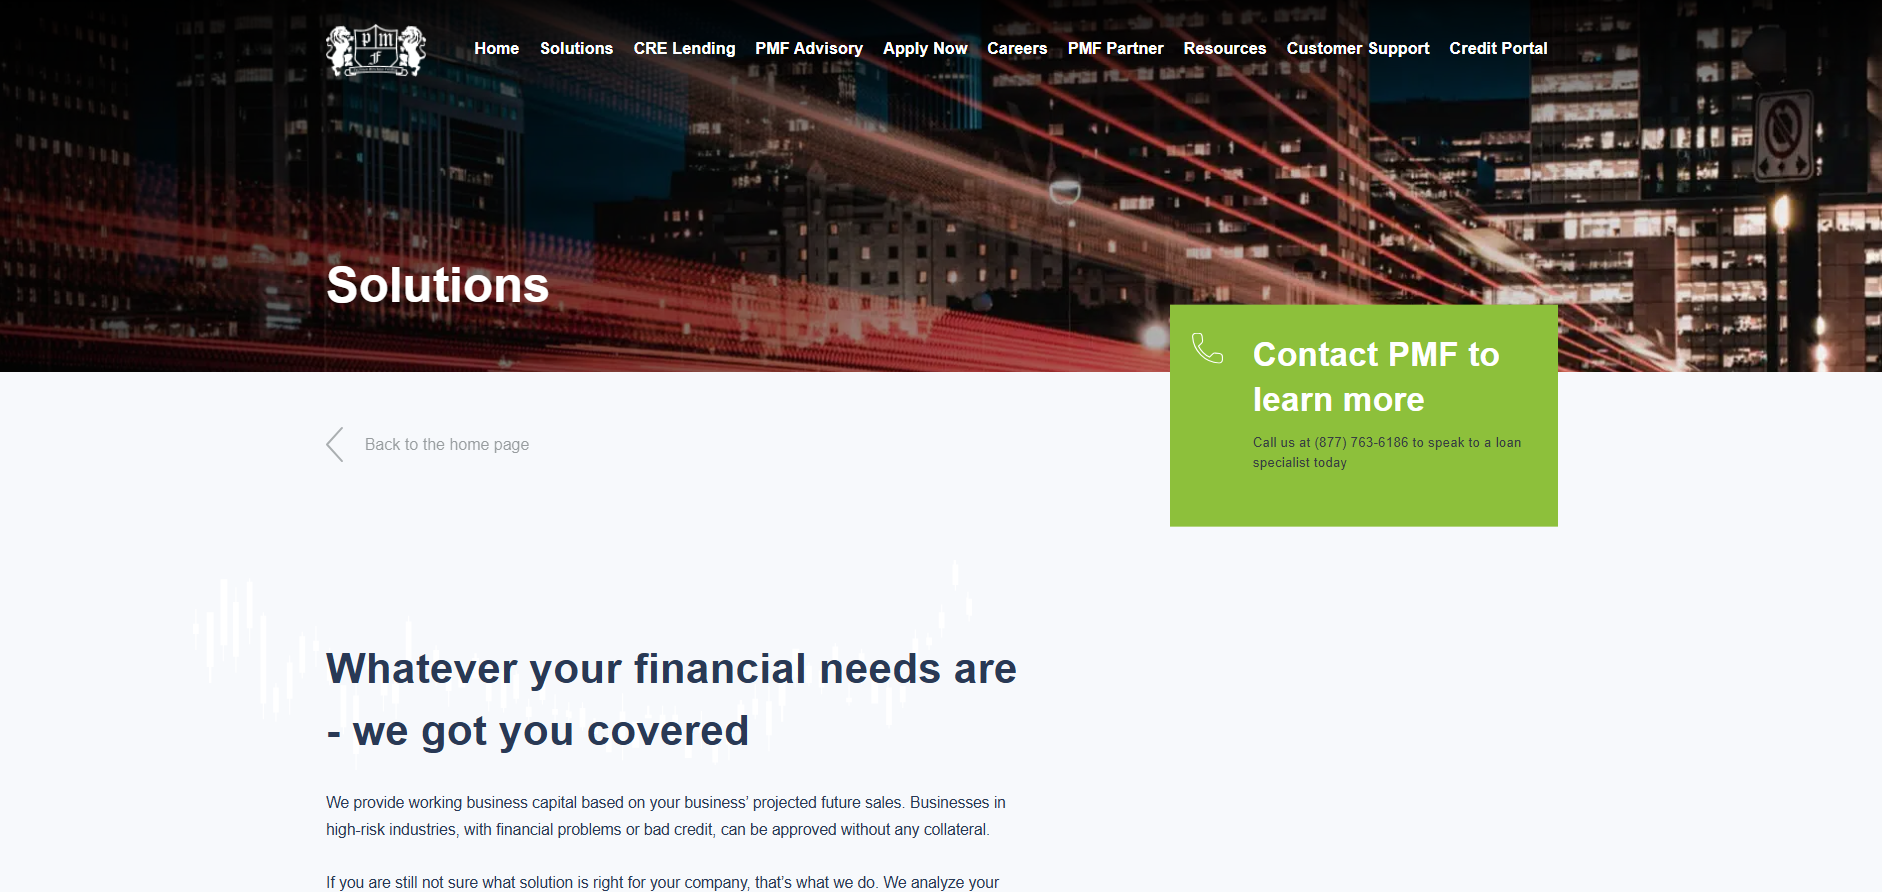 p m
F
Home Solutions CRE Lending PMF Advisory Apply Now Careers PMF Partner Resources Customer Support Credit Portal
Solutions
Contact PMF to
learn more
Call us at (877) 763-6186 to speak to a loan
specialist today
Back to the home page
Whatever your financial needs are
- we got you covered
We provide working business capital based on your business’ projected future sales. Businesses in
high-risk industries, with financial problems or bad credit, can be approved without any collateral.
If you are still not sure what solution is right for your company, that’s what we do. We analyze your